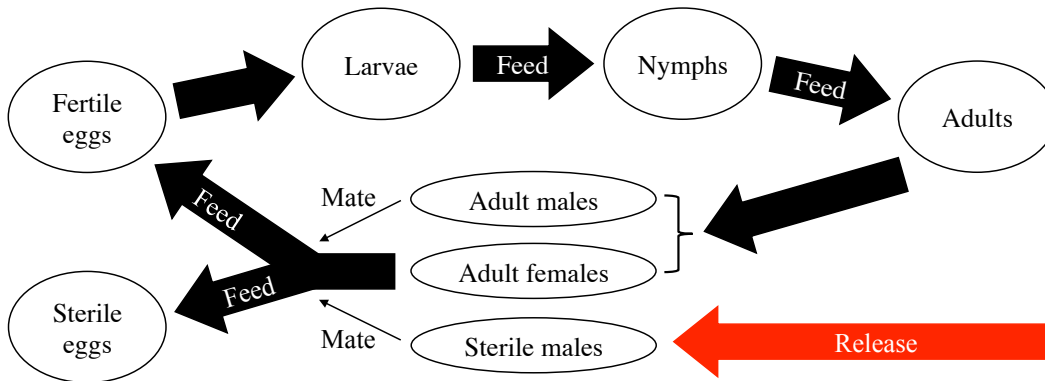 Larvae
Feed
Nymphs
Feed
Adults
Fertile
eggs
Mate
Adult males
Feed
Adult females
Feed
Sterile
eggs
Mate
Sterile males
Release